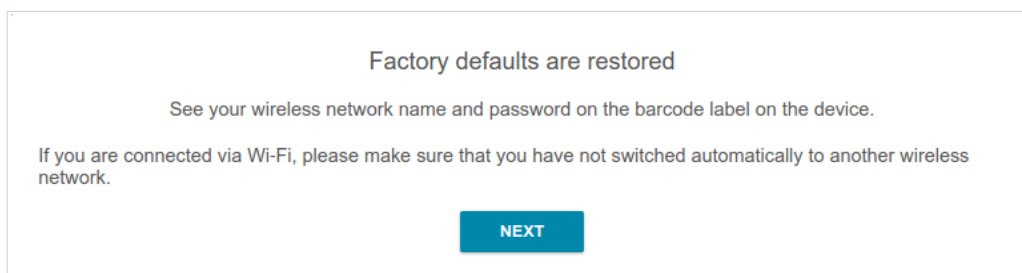 Factory defaults are restored
See your wireless network name and password on the barcode label on the device.
If you are connected via Wi-Fi, please make sure that you have not switched automatically to another wireless
network.
NEXT